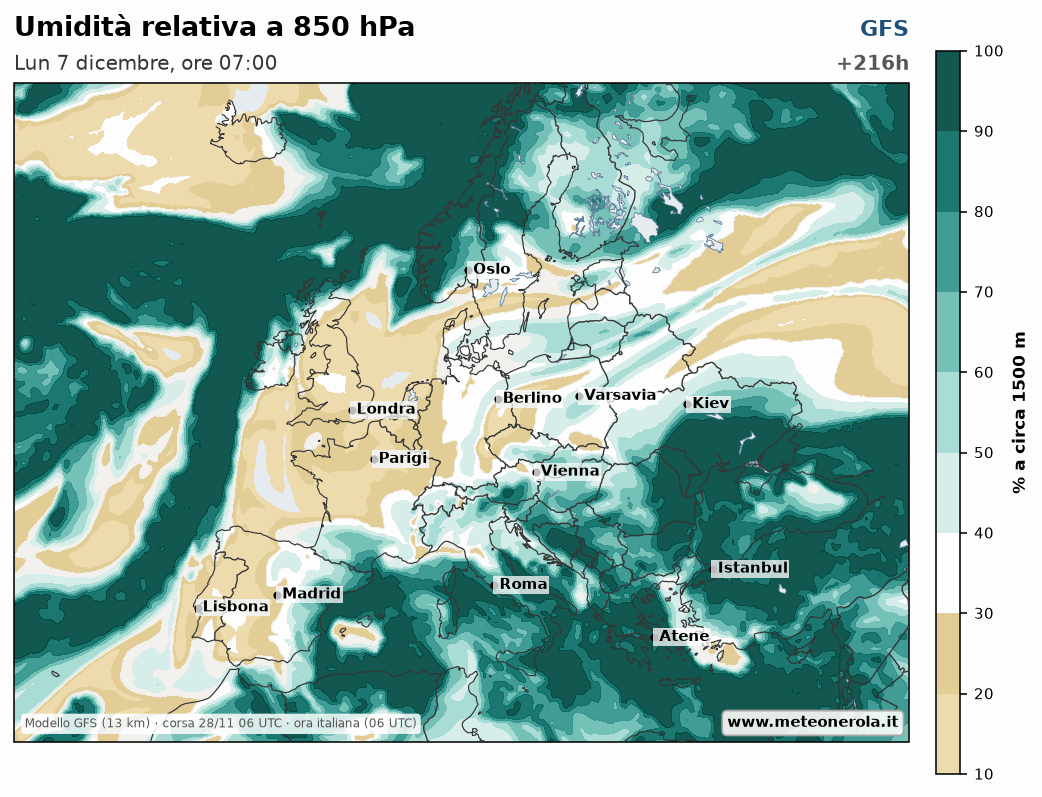 Umidità relativa a 850 hPa
GFS
Lun 7 dicembre, ore 07:00
+216h
100
90
80
70
60
50
40
30
20
10
% a circa 1500 m
Oslo
Berlino
Varsavia
Kiev
Londra
Parigi
Vienna
Istanbul
Roma
Madrid
Lisbona
Atene
Modello GFS (13 km) · corsa 28/11 06 UTC · ora italiana (06 UTC)
www.meteonerola.it